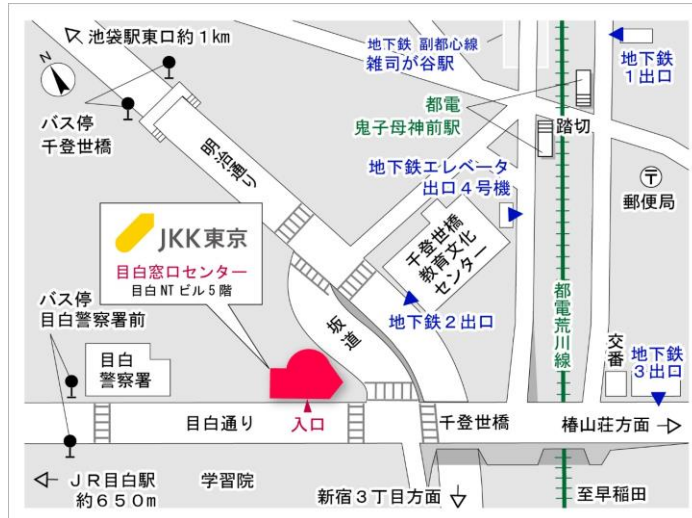 池袋駅東口約1km
N
バス停
千登世橋
明治通り
地下鉄 副都心線
雑司が谷駅
地下鉄
1出口
都電
鬼子母神前駅
踏切
地下鉄エレベータ
出口4号機
〒
郵便局
JKK東京
目白窓口センター
目白NTビル5階
千登世橋
教育文化
センター
バス停
目白警察署前
坂道
地下鉄2出口
都電荒川線
交番
地下鉄
3出口
目白
警察署
目白通り
入口
千登世橋
椿山荘方面
JR目白駅
約650m
学習院
新宿3丁目方面
至早稲田